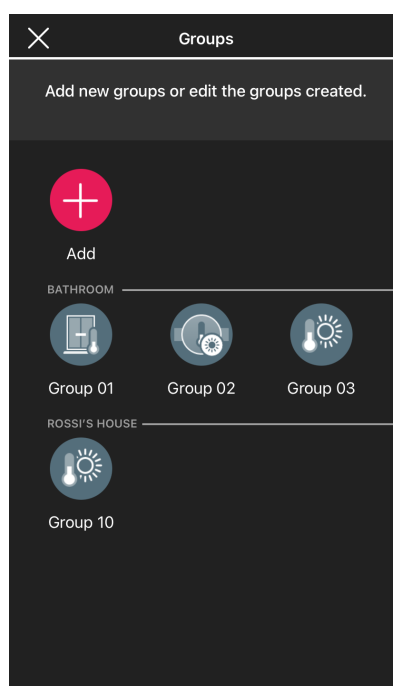 Groups
Add new groups or edit the groups created.
Add
BATHROOM
Group 01 Group 02 Group 03
ROSSI'S HOUSE
Group 10